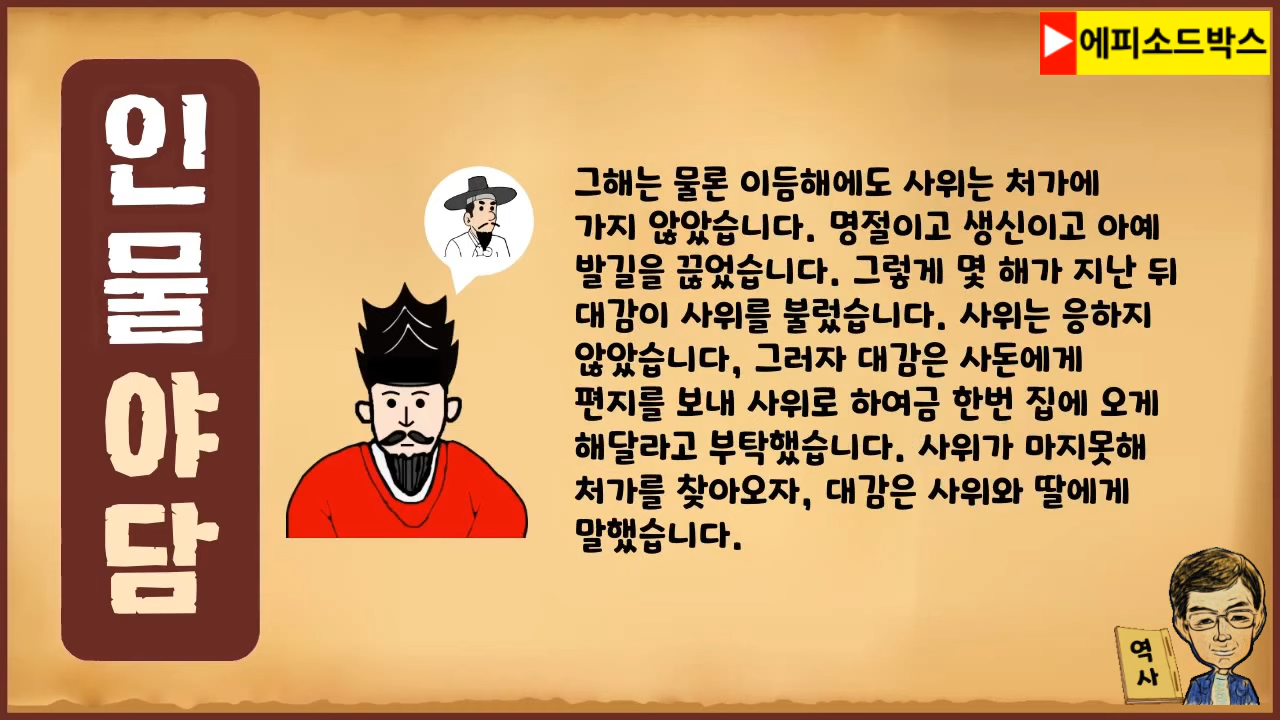 에피소드박스
인물야담
그해는 물론 이듬해에도 사위는 처가에
가지 않았습니다. 명절이고 생신이고 아예
발길을 끊었습니다. 그렇게 몇 해가 지난 뒤
대감이 사위를 불렀습니다. 사위는 응하지
않았습니다, 그러자 대감은 사돈에게
편지를 보내 사위로 하여금 한번 집에 오게
해달라고 부탁했습니다. 사위가 마지못해
처가를 찾아오자, 대감은 사위와 딸에게
말했습니다.
역사